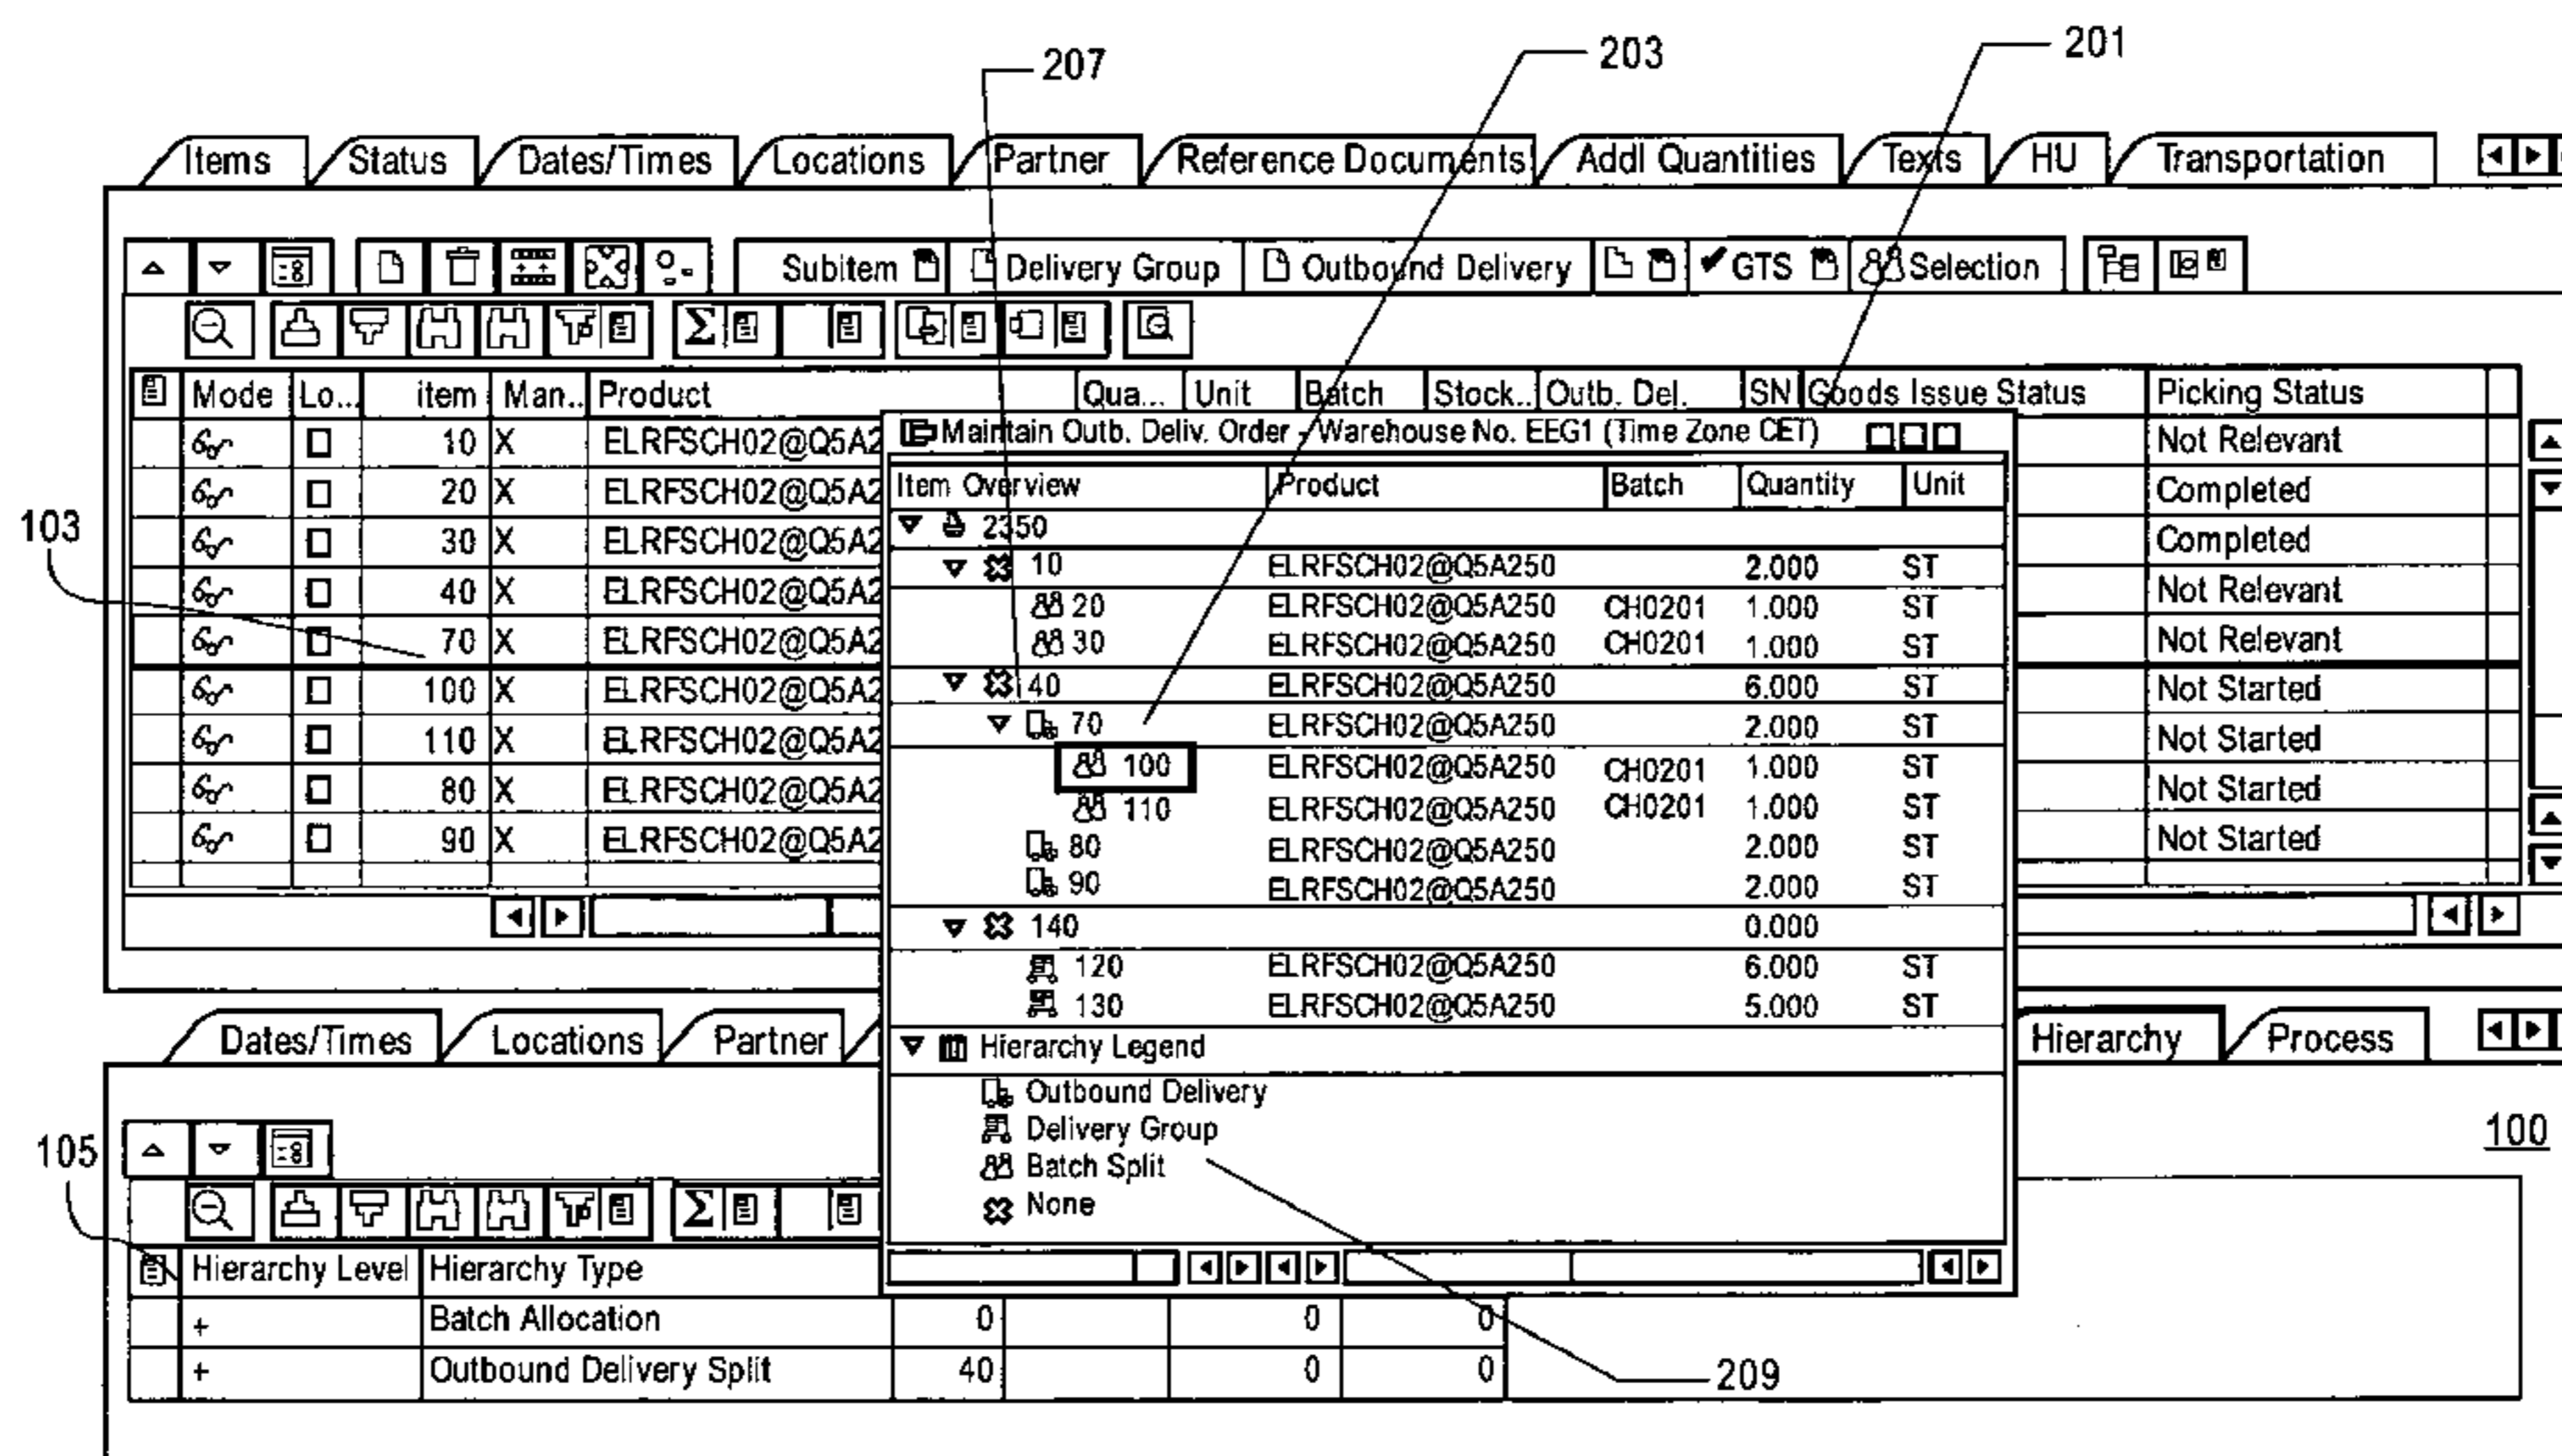 207 203 201
Items Status Dates/Times Locations Partner Reference Documents Addl Quantities Texts HU Transportation
Subitem Delivery Group Outbound Delivery GTS Selection
Mode Lo... item Man.. Product Qua... Unit Batch Stock.. Outb. Del. SN Goods Issue Status Picking Status
10 X ELRFSCH02@Q5A2 Not Relevant
20 X ELRFSCH02@Q5A2 Completed
103
30 X ELRFSCH02@Q5A2 Completed
40 X ELRFSCH02@Q5A2 Not Relevant
70 X ELRFSCH02@Q5A2 Not Relevant
100 X ELRFSCH02@Q5A2 Not Started
110 X ELRFSCH02@Q5A2 Not Started
80 X ELRFSCH02@Q5A2 Not Started
90 X ELRFSCH02@Q5A2 Not Started
Maintain Outb. Deliv. Order - Warehouse No. EEG1 (Time Zone CET)
Item Overview Product Batch Quantity Unit
2350
10 ELRFSCH02@Q5A250 2.000 ST
20 ELRFSCH02@Q5A250 CH0201 1.000 ST
30 ELRFSCH02@Q5A250 CH0201 1.000 ST
40 ELRFSCH02@Q5A250 6.000 ST
70 ELRFSCH02@Q5A250 2.000 ST
100 ELRFSCH02@Q5A250 CH0201 1.000 ST
110 ELRFSCH02@Q5A250 CH0201 1.000 ST
80 ELRFSCH02@Q5A250 2.000 ST
90 ELRFSCH02@Q5A250 2.000 ST
140 0.000
120 ELRFSCH02@Q5A250 6.000 ST
130 ELRFSCH02@Q5A250 5.000 ST
Hierarchy Legend
Outbound Delivery
Delivery Group
Batch Split
None
Dates/Times Locations Partner Hierarchy Process
100
105
Hierarchy Level Hierarchy Type
+ Batch Allocation 0 0 0
+ Outbound Delivery Split 40 0 0
209